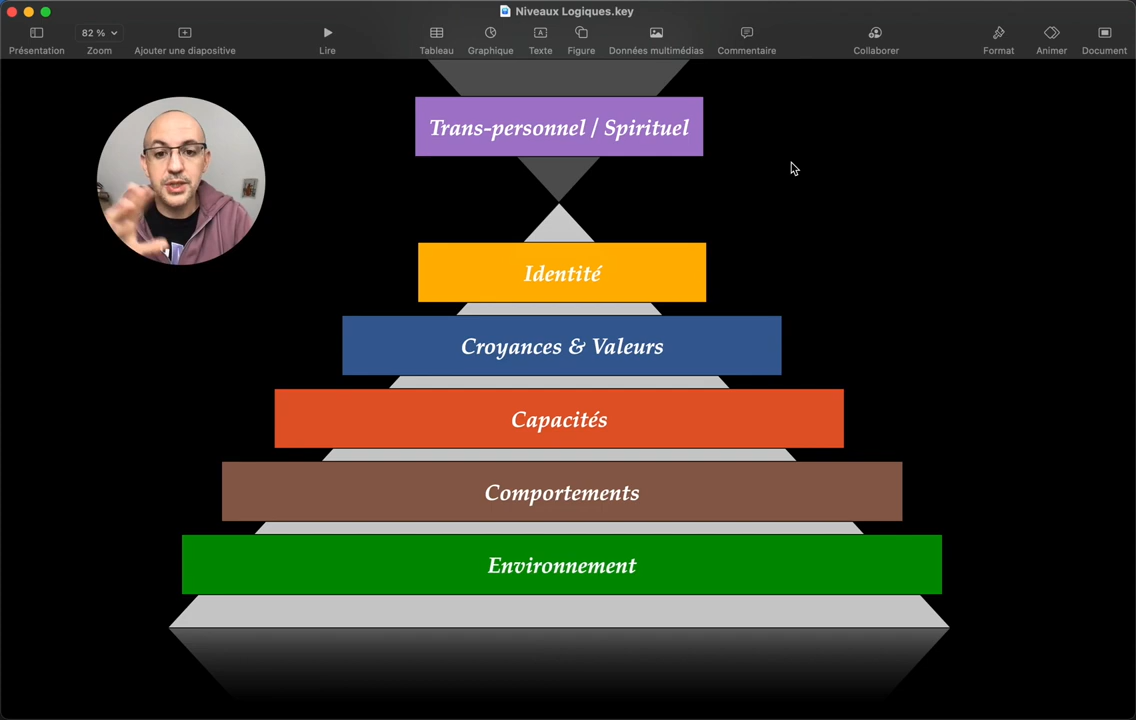 Niveaux Logiques.key
82 %
Présentation
Zoom
Ajouter une diapositive
Lire
Tableau
Graphique
Texte
Figure
Données multimédias
Commentaire
Collaborer
Format
Animer
Document
Trans-personnel / Spirituel
Identité
Croyances & Valeurs
Capacités
Comportements
Environnement